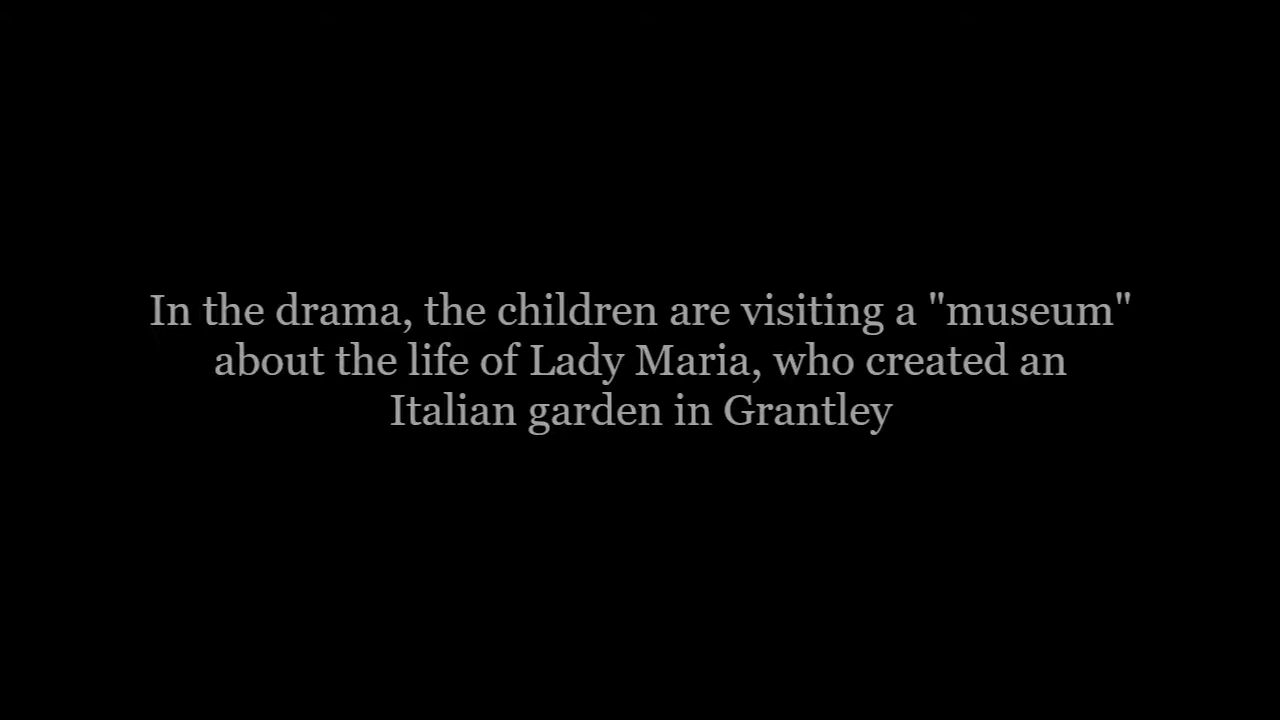 In the drama, the children are visiting a "museum"
about the life of Lady Maria, who created an
Italian garden in Grantley